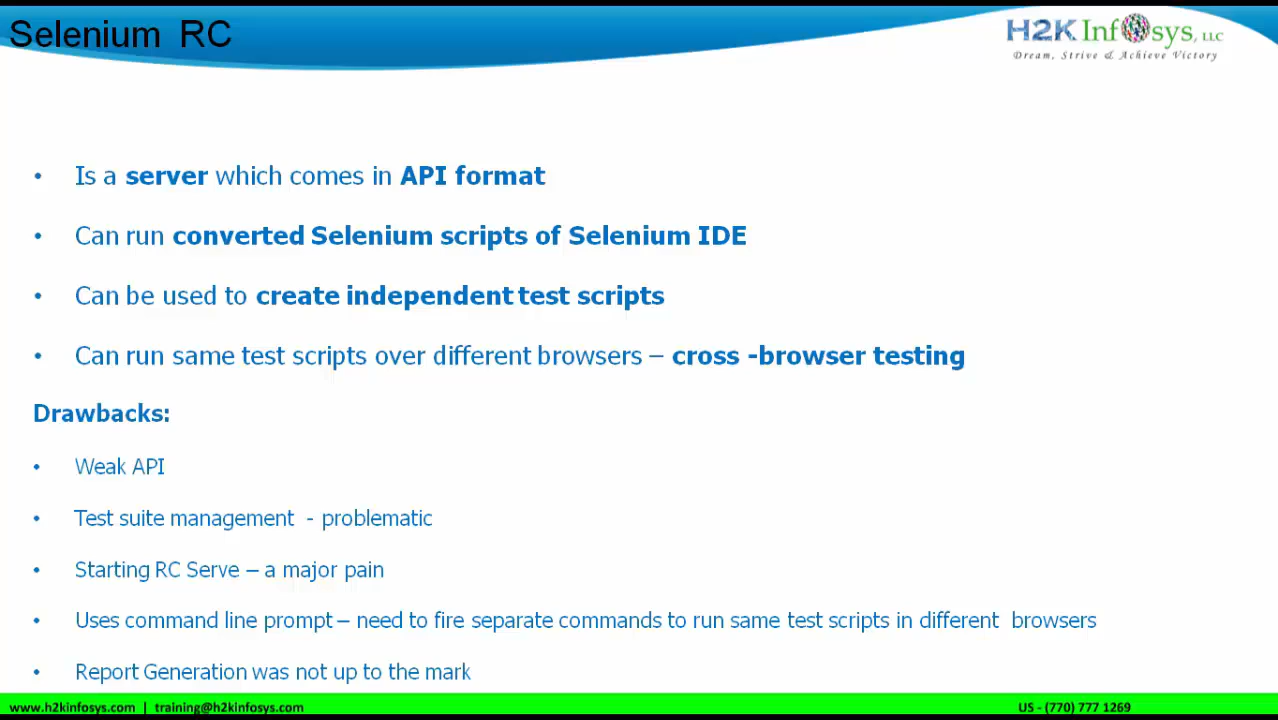 Selenium RC
H2K Infosys, LLC
Dream, Strive & Achieve Victory
• Is a server which comes in API format
• Can run converted Selenium scripts of Selenium IDE
• Can be used to create independent test scripts
• Can run same test scripts over different browsers – cross -browser testing
Drawbacks:
• Weak API
• Test suite management - problematic
• Starting RC Serve – a major pain
• Uses command line prompt – need to fire separate commands to run same test scripts in different browsers
• Report Generation was not up to the mark
www.h2kinfosys.com | training@h2kinfosys.com
US - (770) 777 1269